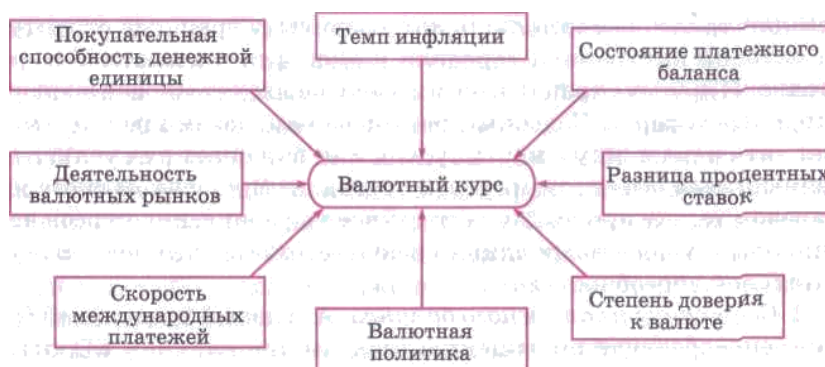 Покупательная
способность денежной
единицы
Темп инфляции
Состояние платежного
баланса
Деятельность
валютных рынков
Валютный курс
Разница процентных
ставок
Скорость
международных
платежей
Валютная
политика
Степень доверия
к валюте